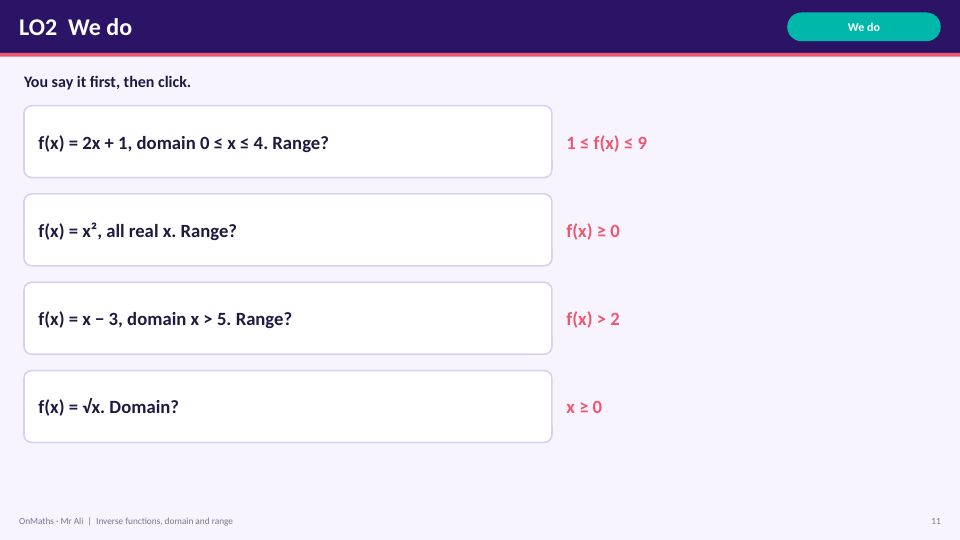 LO2  We do
We do
You say it first, then click.
f(x) = 2x + 1, domain 0 ≤ x ≤ 4. Range?
1 ≤ f(x) ≤ 9
f(x) = x², all real x. Range?
f(x) ≥ 0
f(x) = x − 3, domain x > 5. Range?
f(x) > 2
f(x) = √x. Domain?
x ≥ 0
OnMaths · Mr Ali  |  Inverse functions, domain and range
11